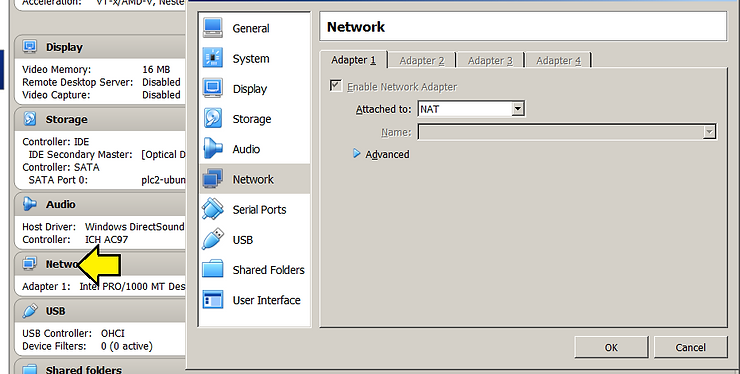 Acceleration: VT-x/AMD-V, Neste
Display
Video Memory: 16 MB
Remote Desktop Server: Disabled
Video Capture: Disabled
Storage
Controller: IDE
IDE Secondary Master: [Optical D
Controller: SATA
SATA Port 0: plc2-ubun
Audio
Host Driver: Windows DirectSound
Controller: ICH AC97
Netwo
Adapter 1: Intel PRO/1000 MT Des
USB
USB Controller: OHCI
Device Filters: 0 (0 active)
Shared folders
General
System
Display
Storage
Audio
Network
Serial Ports
USB
Shared Folders
User Interface
Network
Adapter 1 Adapter 2 Adapter 3 Adapter 4
Enable Network Adapter
Attached to: NAT
Name:
Advanced
OK Cancel